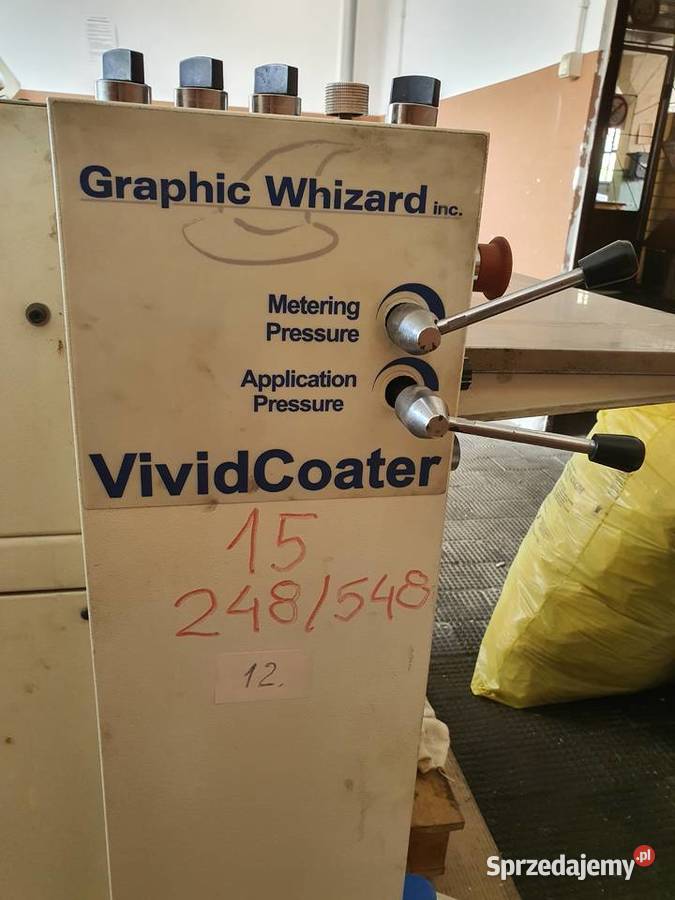 Graphic Whizard inc.
Metering
Pressure
Application
Pressure
VividCoater
15
248/548
12.
Sprzedajemy.pl